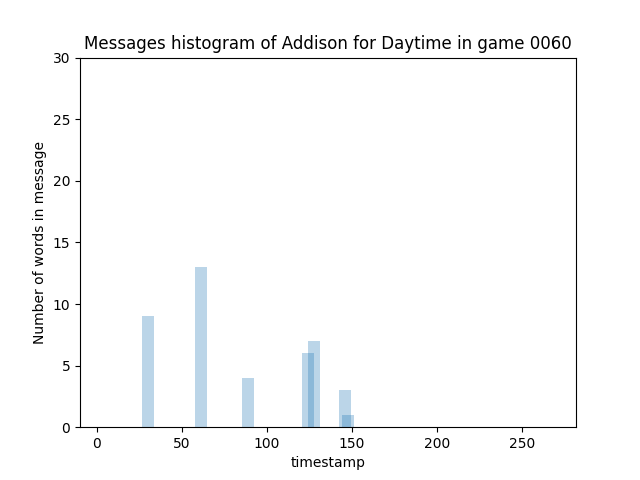 Messages histogram of Addison for Daytime in game 0060
30
25
20
15
10
5
0
Number of words in message
0 50 100 150 200 250
timestamp